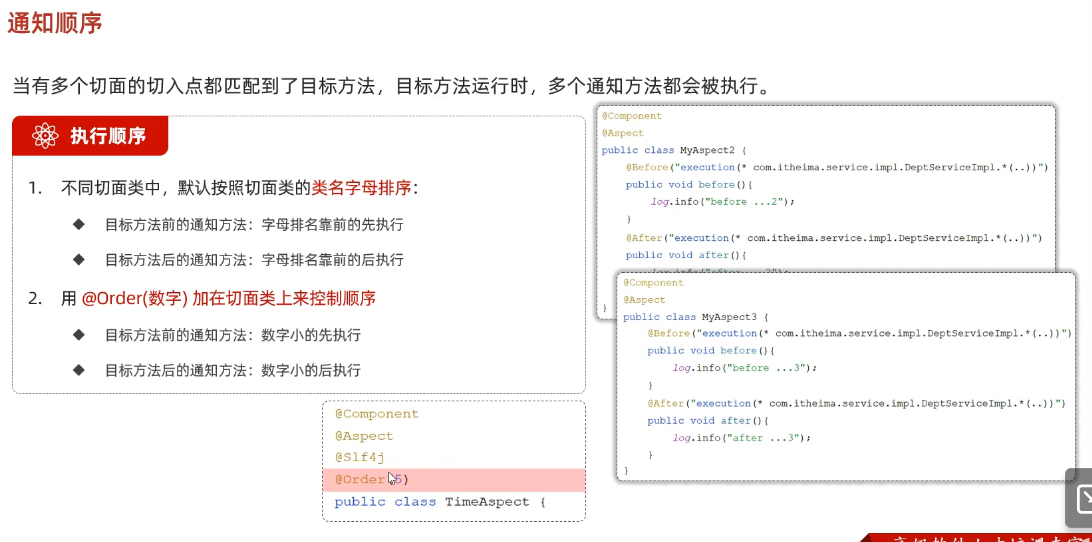 通知顺序
当有多个切面的切入点都匹配到了目标方法，目标方法运行时，多个通知方法都会被执行。
执行顺序
1. 不同切面类中，默认按照切面类的类名字母排序：
◆ 目标方法前的通知方法：字母排名靠前的先执行
◆ 目标方法后的通知方法：字母排名靠前的后执行
2. 用 @Order(数字) 加在切面类上来控制顺序
◆ 目标方法前的通知方法：数字小的先执行
◆ 目标方法后的通知方法：数字小的后执行
@Component
@Aspect
@Slf4j
@Order 5)
public class TimeAspect {
@Component
@Aspect
public class MyAspect2 {
@Before("execution(* com.itheima.service.impl.DeptServiceImpl.*(..))")
public void before(){
log.info("before ...2");
}
@After("execution(* com.itheima.service.impl.DeptServiceImpl.*(..))")
public void after(){
}
@Component
@Aspect
public class MyAspect3 {
@Before("execution(* com.itheima.service.impl.DeptServiceImpl.*(..))")
public void before(){
log.info("before ...3");
}
@After("execution(* com.itheima.service.impl.DeptServiceImpl.*(..))")
public void after(){
log.info("after ...3");
}
}